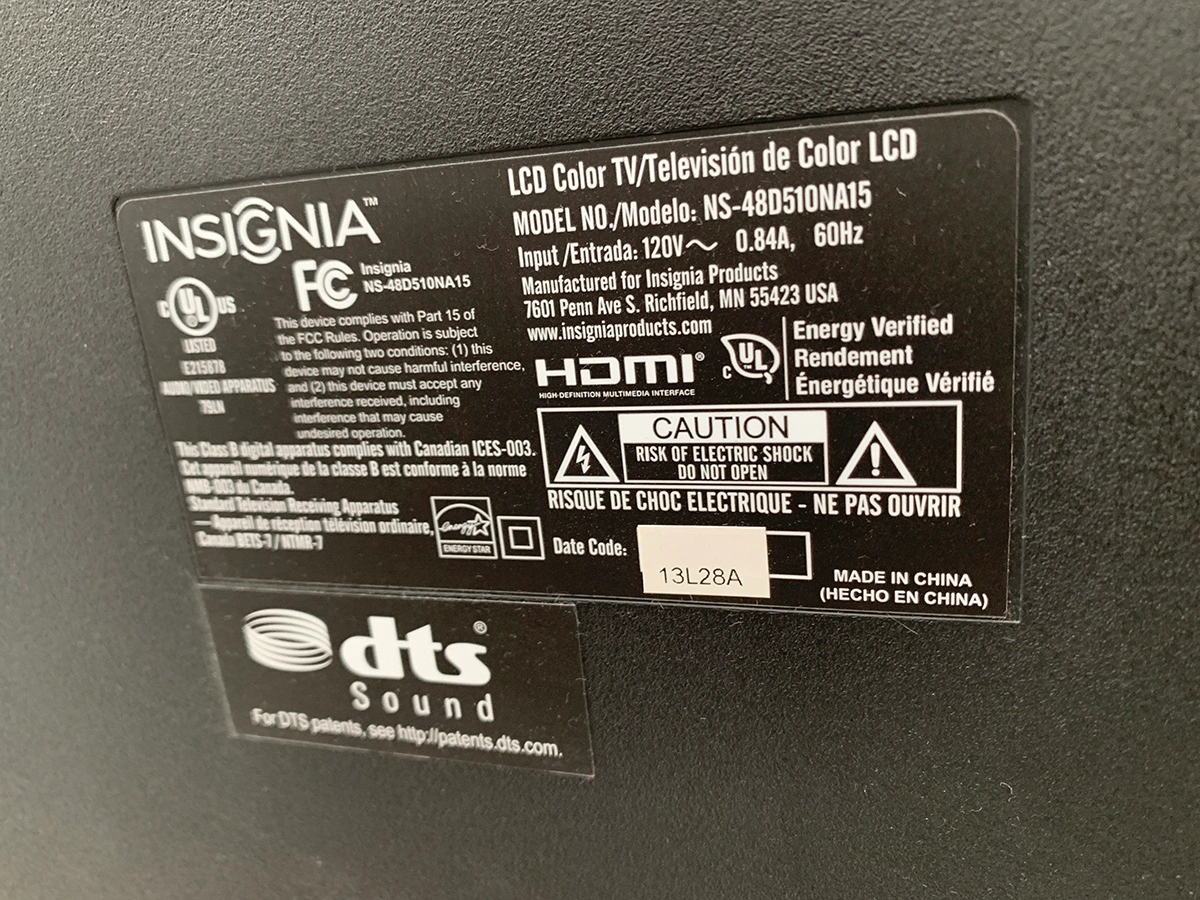 INSIGNIA™
C UL US
LISTED
E215878
AUDIO/VIDEO APPARATUS
79LN
FC Insignia
NS-48D510NA15
This device complies with Part 15 of
the FCC Rules. Operation is subject
to the following two conditions: (1) this
device may not cause harmful interference,
and (2) this device must accept any
interference received, including
interference that may cause
undesired operation.
This Class B digital apparatus complies with Canadian ICES-003.
Cet appareil numérique de la classe B est conforme à la norme
NMB-003 du Canada.
Standard Television Receiving Apparatus
— Appareil de réception télévision ordinaire,
Canada BETS-7 / NTMR-7
energy
ENERGY STAR
LCD Color TV/Televisión de Color LCD
MODEL NO./Modelo: NS-48D510NA15
Input /Entrada: 120V～ 0.84A, 60Hz
Manufactured for Insignia Products
7601 Penn Ave S. Richfield, MN 55423 USA
www.insigniaproducts.com
HDMI®
HIGH-DEFINITION MULTIMEDIA INTERFACE
C UL
Energy Verified
Rendement
Énergétique Vérifié
CAUTION
RISK OF ELECTRIC SHOCK
DO NOT OPEN
RISQUE DE CHOC ELECTRIQUE - NE PAS OUVRIR
Date Code:
13L28A
MADE IN CHINA
(HECHO EN CHINA)
dts®
Sound
For DTS patents, see http://patents.dts.com.